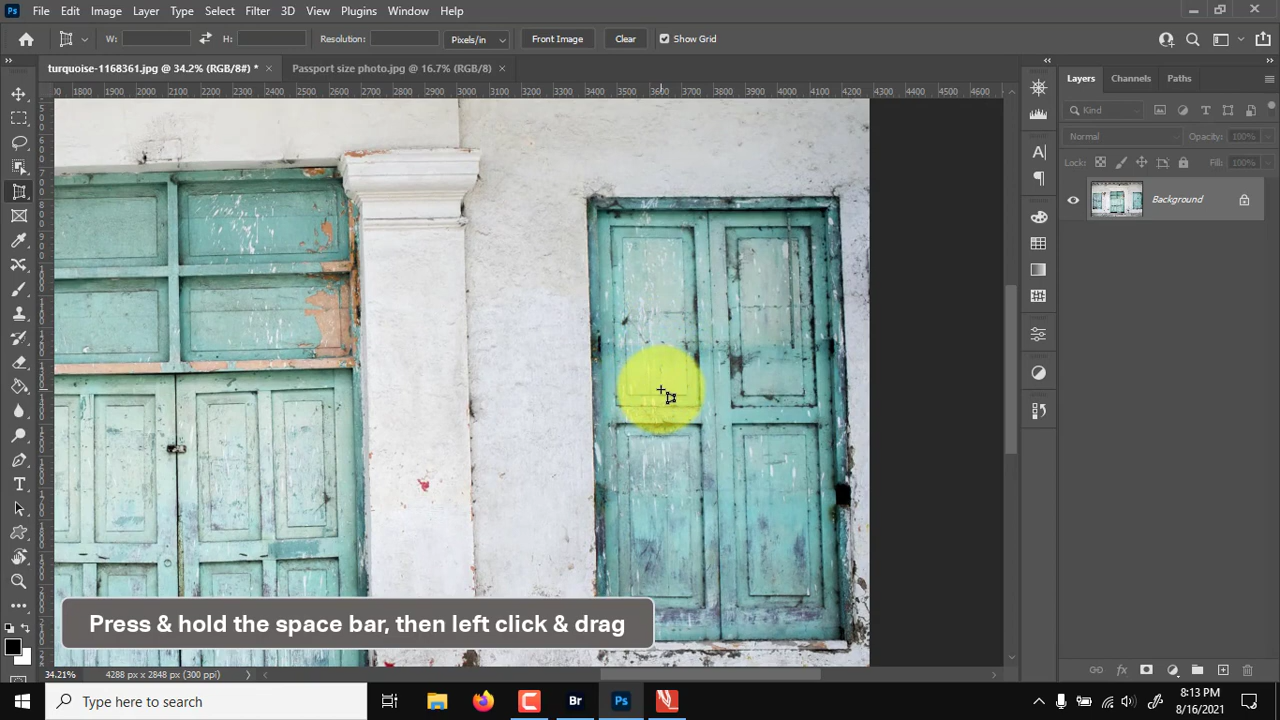 Ps File Edit Image Layer Type Select Filter 3D View Plugins Window Help
W: H: Resolution: Pixels/in Front Image Clear Show Grid
turquoise-1168361.jpg @ 34.2% (RGB/8#) * Passport size photo.jpg @ 16.7% (RGB/8)
1800 1900 2000 2100 2200 2300 2400 2500 2600 2700 2800 2900 3000 3100 3200 3300 3400 3500 3600 3700 3800 3900 4000 4100 4200 4300 4400 4500 4600
Layers Channels Paths
Kind
Normal Opacity: 100%
Lock: Fill: 100%
Background
Press & hold the space bar, then left click & drag
34.21% 4288 px x 2848 px (300 ppi)
Type here to search
Br
Ps
8:13 PM
8/16/2021